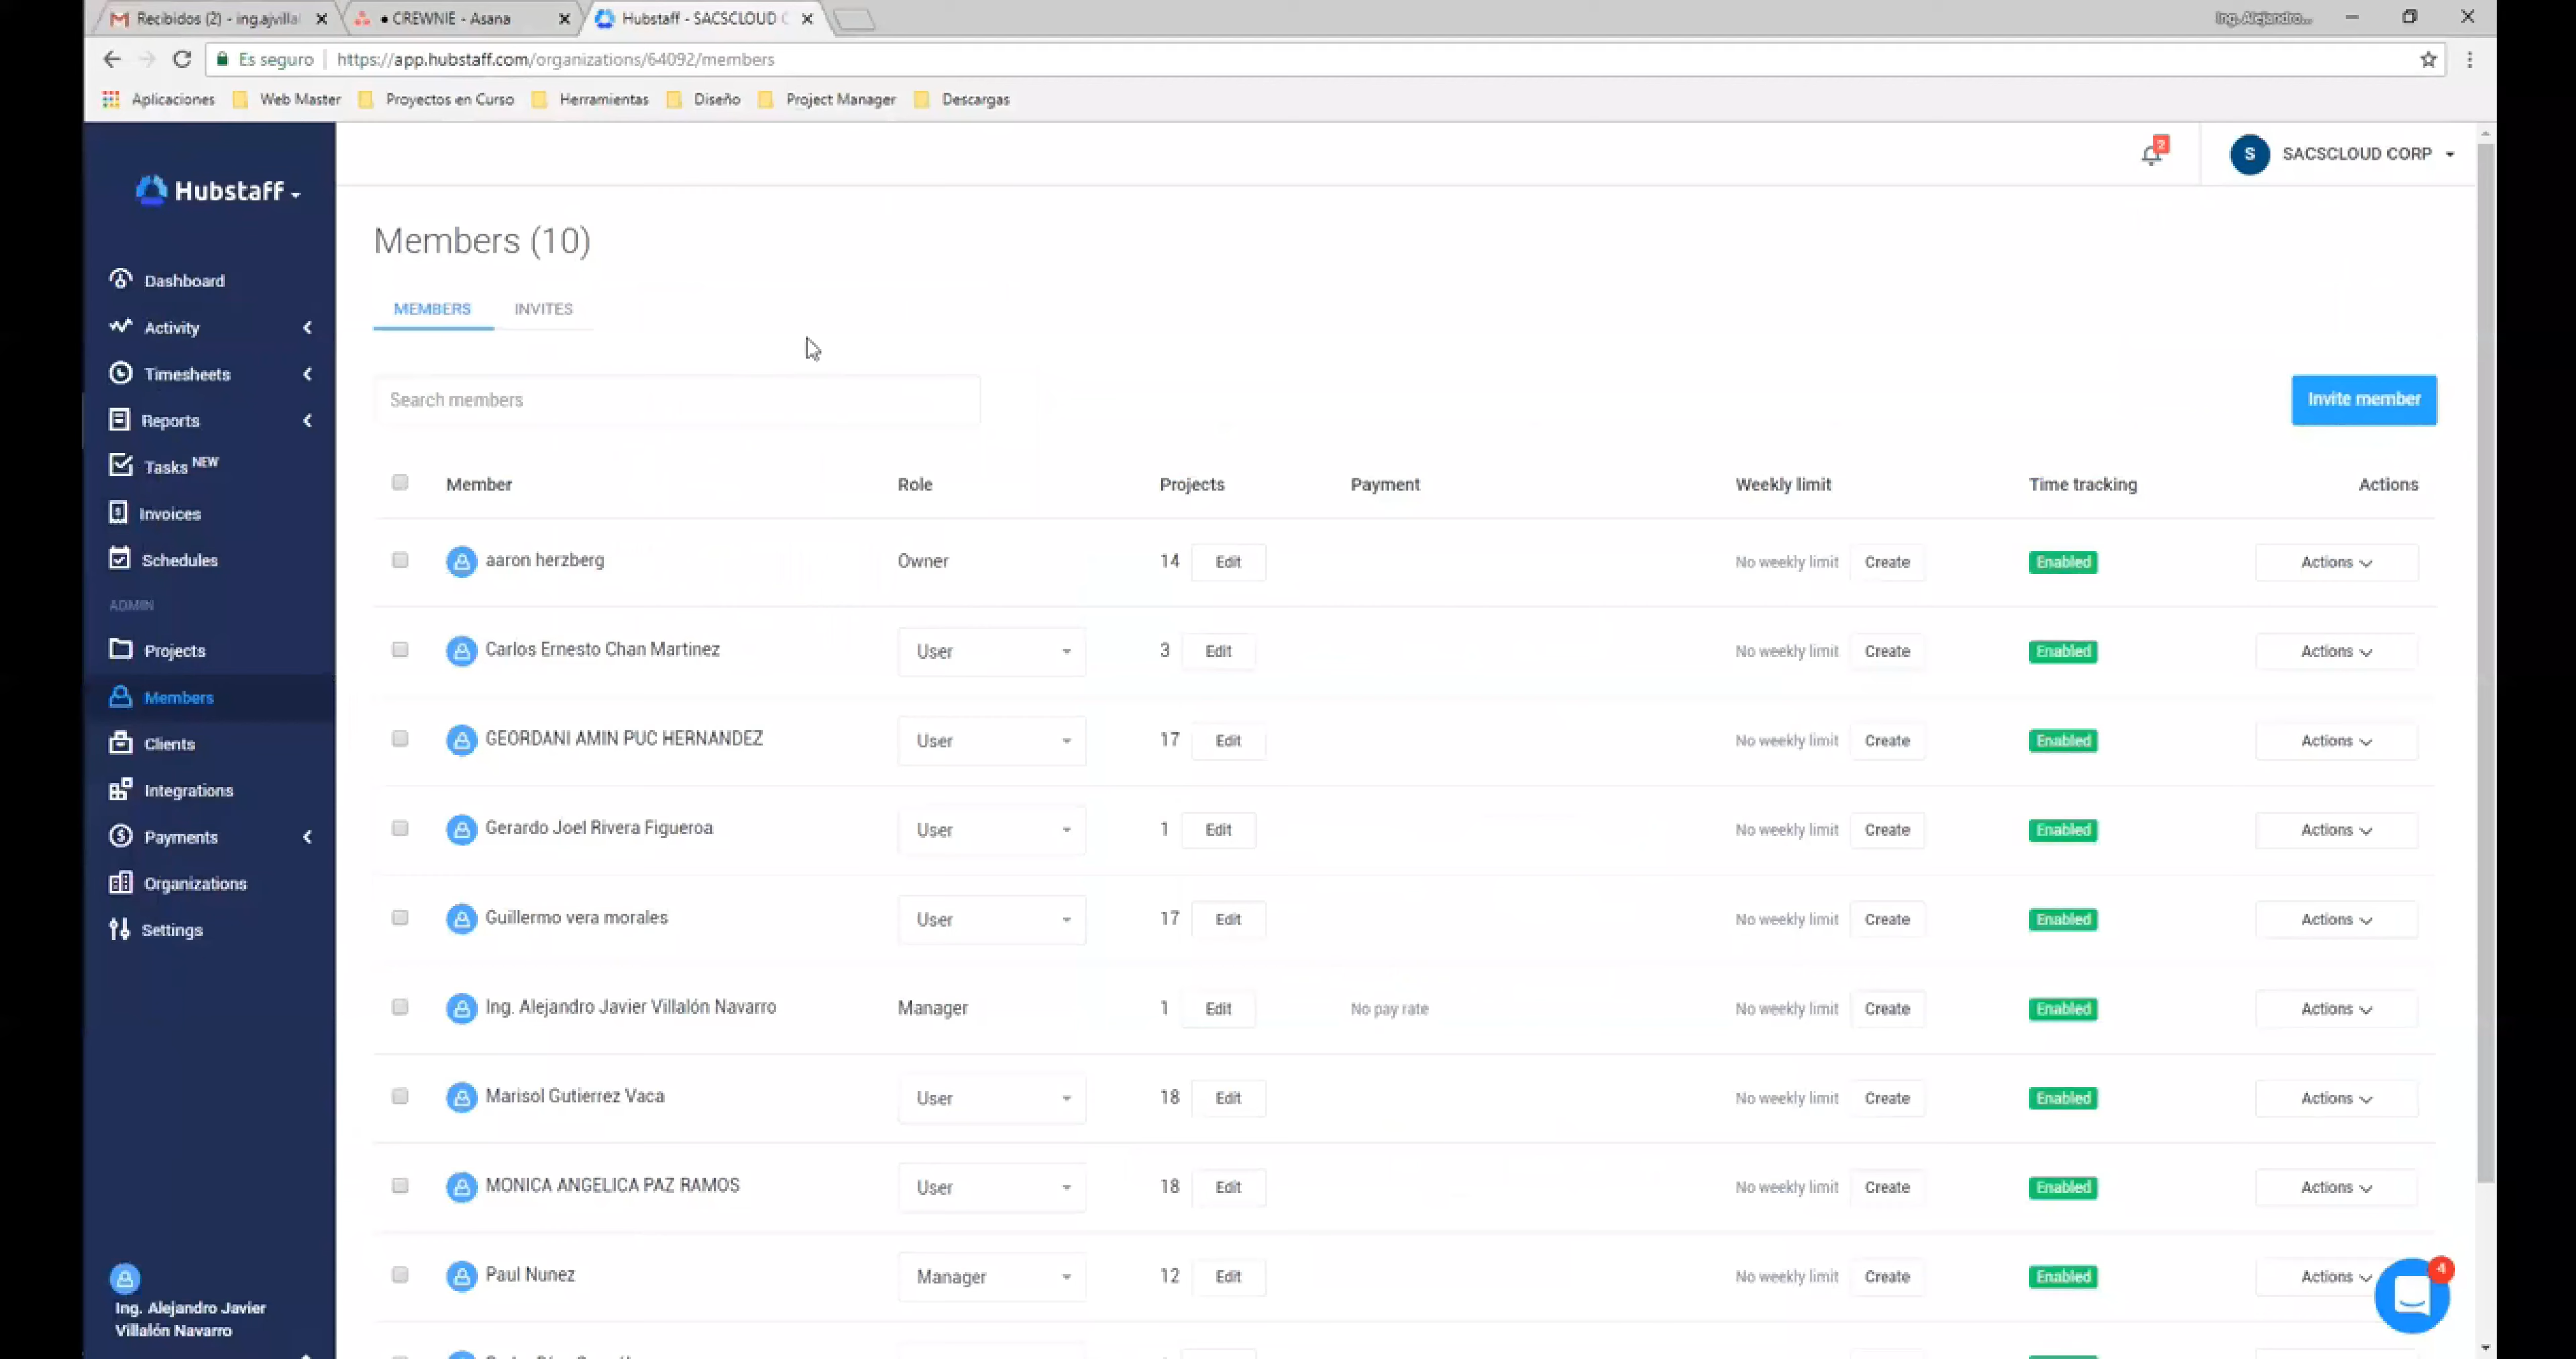 Recibidos (2) - ing.ajvilla
• CREWNIE - Asana
Hubstaff - SACSCLOUD C
Ing. Alejandro...
Es seguro https://app.hubstaff.com/organizations/64092/members
Aplicaciones Web Master Proyectos en Curso Herramientas Diseño Project Manager Descargas
Hubstaff
2
S SACSCLOUD CORP
Dashboard
Activity
Timesheets
Reports
Tasks NEW
Invoices
Schedules
ADMIN
Projects
Members
Clients
Integrations
Payments
Organizations
Settings
Ing. Alejandro Javier
Villalón Navarro
Members (10)
MEMBERS INVITES
Search members
Invite member
Member Role Projects Payment Weekly limit Time tracking Actions
aaron herzberg Owner 14 Edit No weekly limit Create Enabled Actions
Carlos Ernesto Chan Martinez User 3 Edit No weekly limit Create Enabled Actions
GEORDANI AMIN PUC HERNANDEZ User 17 Edit No weekly limit Create Enabled Actions
Gerardo Joel Rivera Figueroa User 1 Edit No weekly limit Create Enabled Actions
Guillermo vera morales User 17 Edit No weekly limit Create Enabled Actions
Ing. Alejandro Javier Villalón Navarro Manager 1 Edit No pay rate No weekly limit Create Enabled Actions
Marisol Gutierrez Vaca User 18 Edit No weekly limit Create Enabled Actions
MONICA ANGELICA PAZ RAMOS User 18 Edit No weekly limit Create Enabled Actions
Paul Nunez Manager 12 Edit No weekly limit Create Enabled Actions
4